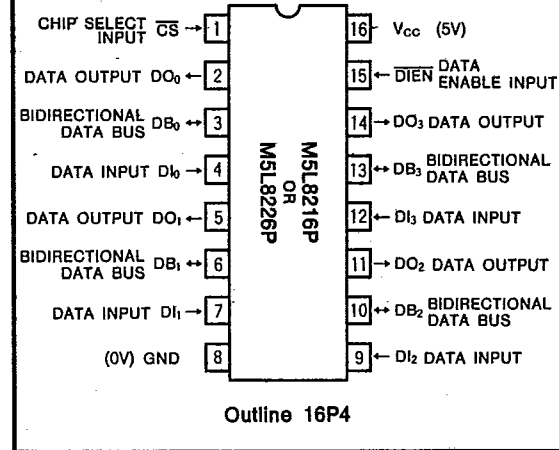 CHIP SELECT
INPUT CS 1
DATA OUTPUT DO₀ 2
BIDIRECTIONAL
DATA BUS DB₀ 3
DATA INPUT DI₀ 4
DATA OUTPUT DO₁ 5
BIDIRECTIONAL
DATA BUS DB₁ 6
DATA INPUT DI₁ 7
(0V) GND 8
M5L8216P
OR
M5L8226P
16 VCC (5V)
15 DIEN DATA
ENABLE INPUT
14 DO₃ DATA OUTPUT
13 DB₃ BIDIRECTIONAL
DATA BUS
12 DI₃ DATA INPUT
11 DO₂ DATA OUTPUT
10 DB₂ BIDIRECTIONAL
DATA BUS
9 DI₂ DATA INPUT
Outline 16P4